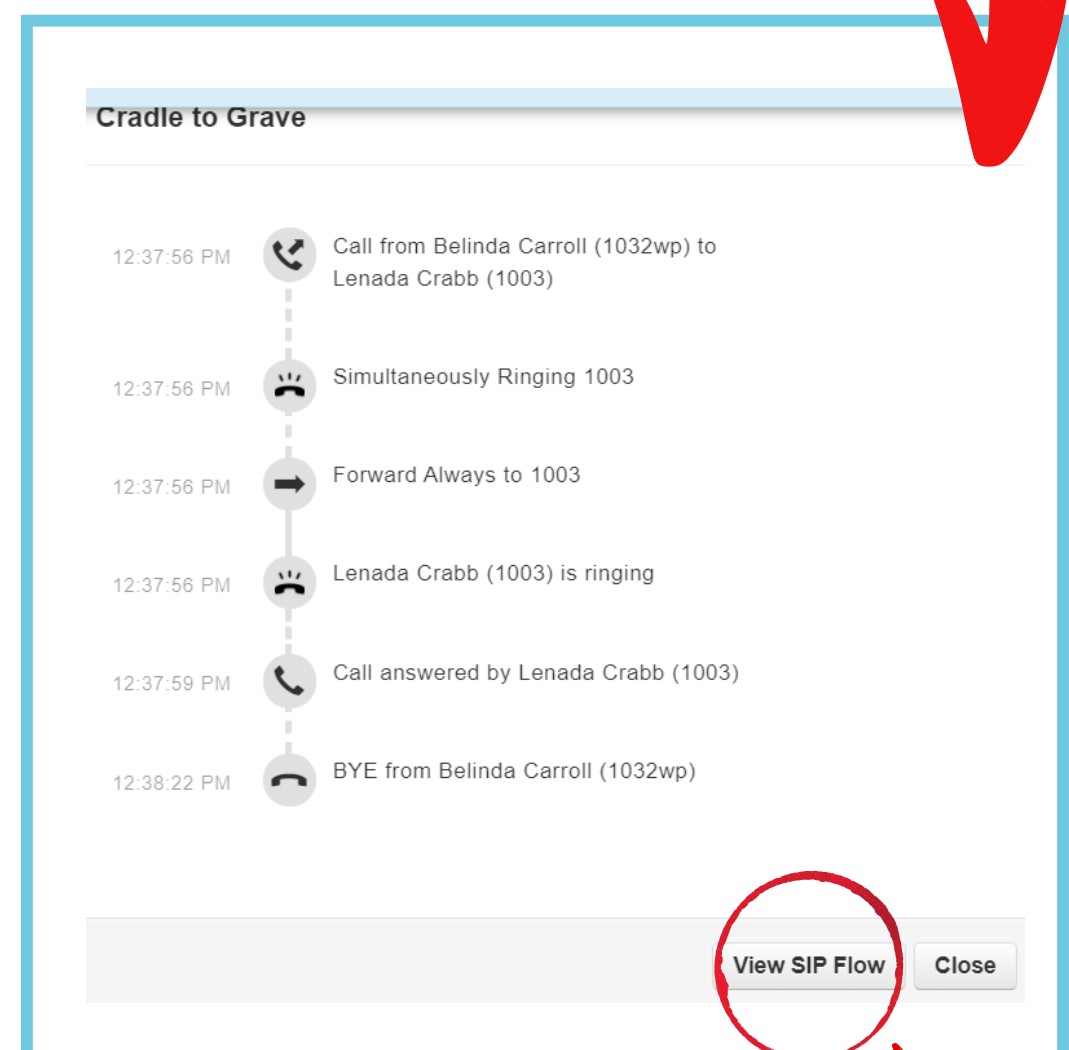 Cradle to Grave
12:37:56 PM Call from Belinda Carroll (1032wp) to
Lenada Crabb (1003)
12:37:56 PM Simultaneously Ringing 1003
12:37:56 PM Forward Always to 1003
12:37:56 PM Lenada Crabb (1003) is ringing
12:37:59 PM Call answered by Lenada Crabb (1003)
12:38:22 PM BYE from Belinda Carroll (1032wp)
View SIP Flow Close